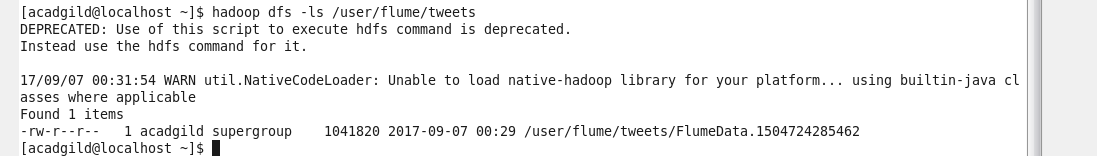 [acadgild@localhost ~]$ hadoop dfs -ls /user/flume/tweets
DEPRECATED: Use of this script to execute hdfs command is deprecated.
Instead use the hdfs command for it.

17/09/07 00:31:54 WARN util.NativeCodeLoader: Unable to load native-hadoop library for your platform... using builtin-java cl
asses where applicable
Found 1 items
-rw-r--r--   1 acadgild supergroup    1041820 2017-09-07 00:29 /user/flume/tweets/FlumeData.1504724285462
[acadgild@localhost ~]$